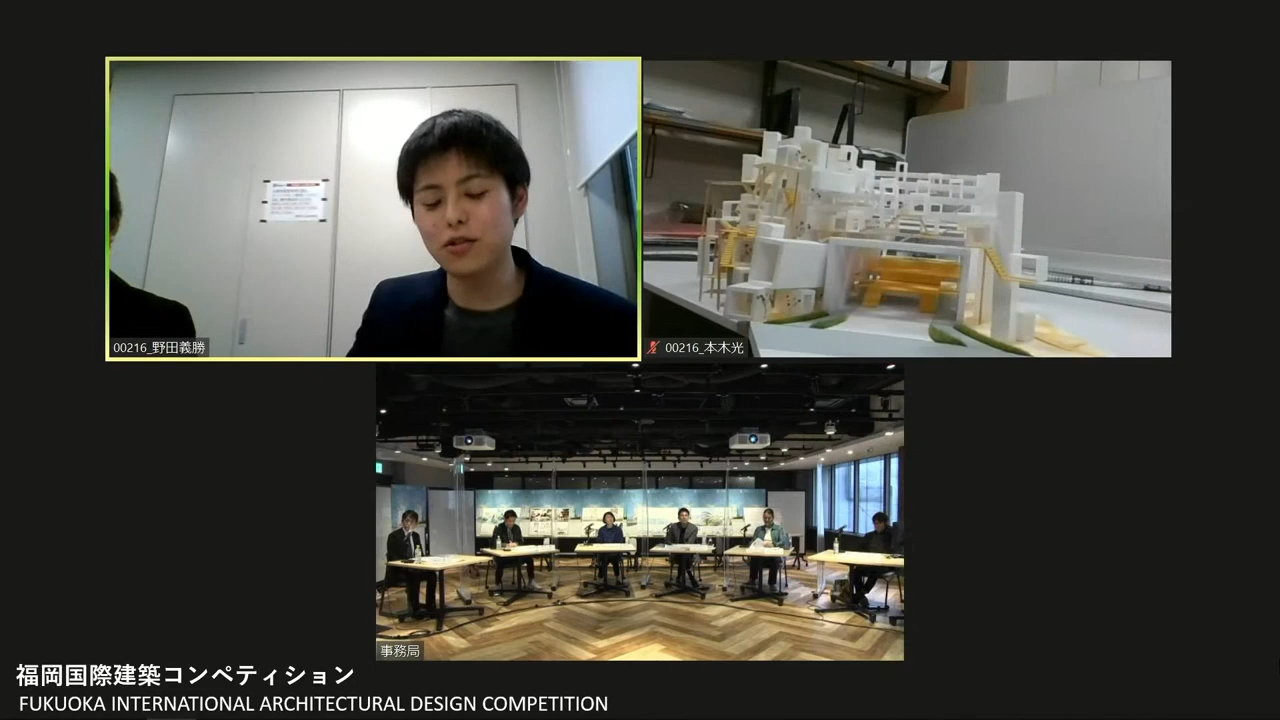 00216_野田義勝
00216_本木光
事務局
福岡国際建築コンペティション
FUKUOKA INTERNATIONAL ARCHITECTURAL DESIGN COMPETITION